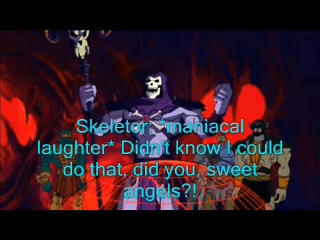 Skeletor: *maniacal
laughter* Didn't know I could
do that, did you, sweet
angels?!